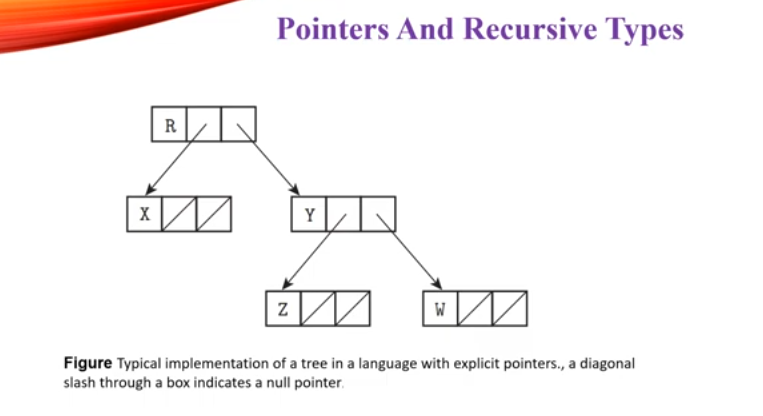 Pointers And Recursive Types
R
X
Y
Z
W
Figure Typical implementation of a tree in a language with explicit pointers., a diagonal
slash through a box indicates a null pointer.